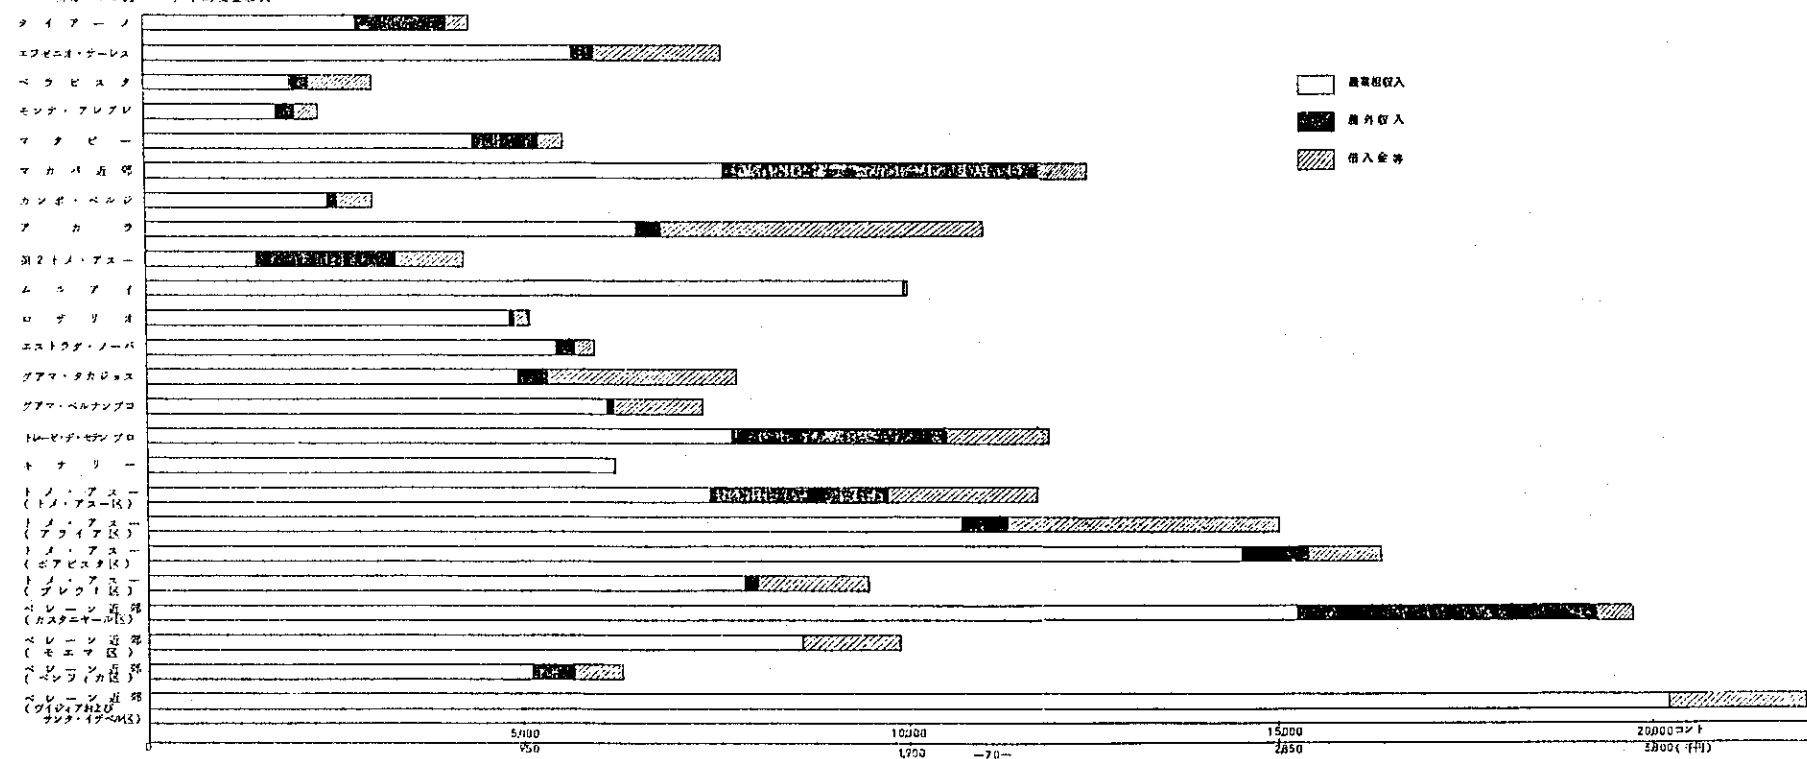 タイアーノ
エフゼニオ・サーレス
ベラビスタ
モンテ・アレグレ
マタピー
マカパ近郊
カンポ・ベルジ
アカラ
第2トメ・アスー
ムニアイ
ロザリオ
エストラダ・ノーバ
グアマ・タカジョス
グアマ・ベルナンブコ
トレーゼ・デ・セテンブロ
キナリー
トメ・アスー
(トメ・アスー区)
トメ・アスー
(アライア区)
トメ・アスー
(ボアビスタ区)
トメ・アスー
(ブレウ区)
ベレーン近郊
(カスタニャール区)
ベレーン近郊
(モエマ区)
ベレーン近郊
(ベンフィカ区)
ベレーン近郊
(ヴイジィアおよび
サンタ・イザベル区)
農業粗収入
農外収入
借入金等
0 5,000 10,000 15,000 20,000コント
950 1,900 2,850 3,800(千円)
—70—